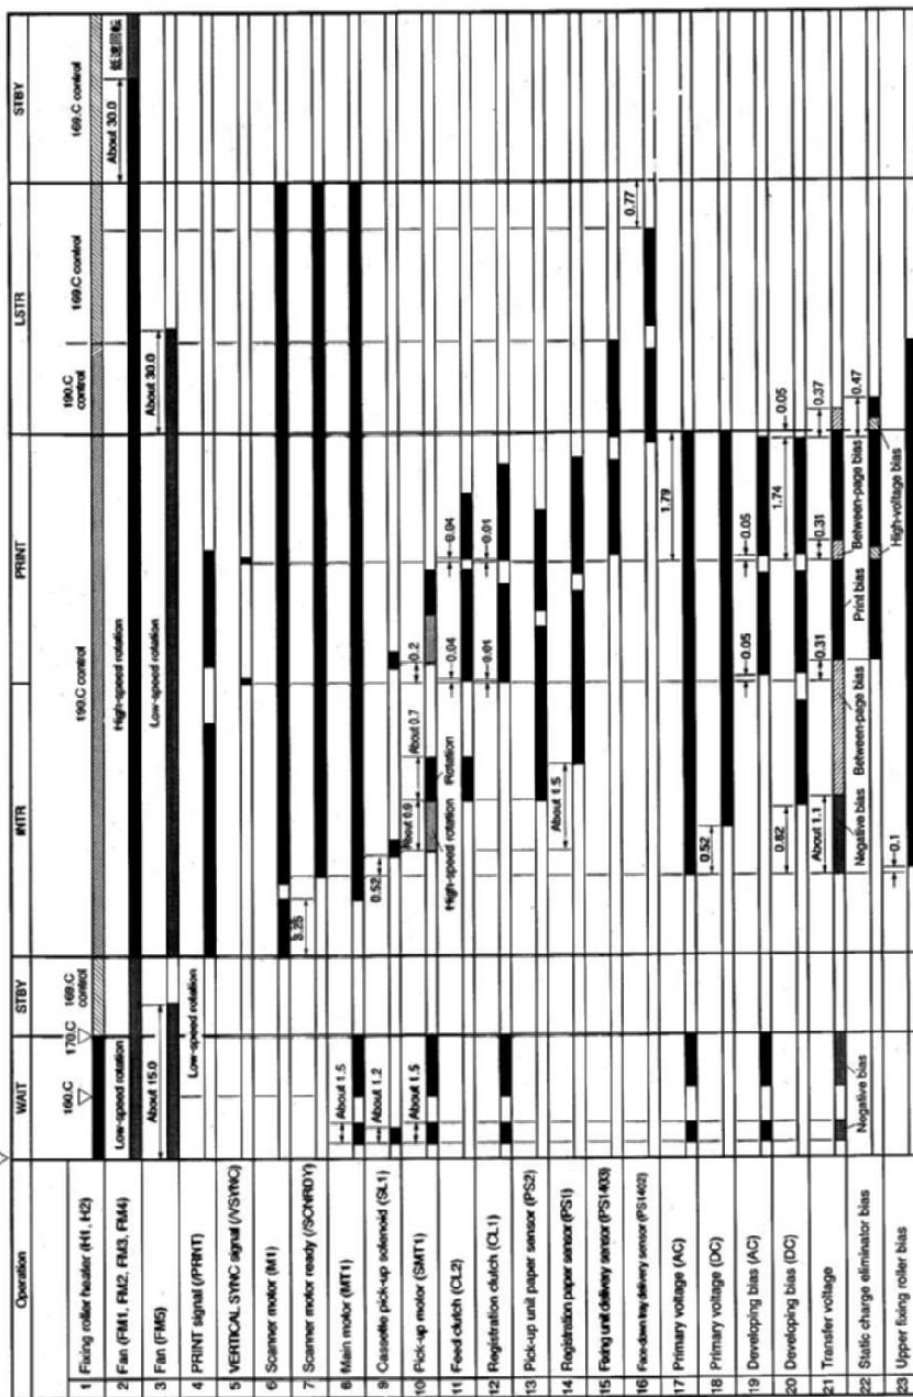 Operation WAIT STBY INTR PRINT LSTR STBY
1 Fixing roller heater (H1, H2) 160.C 170.C 169.C control 190.C control 190.C control 169.C control 169.C control
2 Fan (FM1, FM2, FM3, FM4) Low-speed rotation High-speed rotation About 30.0 低速回転
3 Fan (FM5) About 15.0 Low-speed rotation About 30.0
4 PRINT signal (/PRINT) Low-speed rotation
5 VERTICAL SYNC signal (/VSYNC)
6 Scanner motor (M1)
7 Scanner motor ready (/SCNRDY) 3.25
8 Main motor (MT1) About 1.5
9 Cassette pick-up solenoid (SL1) About 1.2 0.52
10 Pick-up motor (SMT1) About 1.5 About 0.9 About 0.7 0.2
High-speed rotation Rotation
11 Feed clutch (CL2) 0.04 0.04
12 Registration clutch (CL1) 0.01 0.01
13 Pick-up unit paper sensor (PS2)
14 Registration paper sensor (PS1) About 1.5
15 Fixing unit delivery sensor (PS1403)
16 Face-down tray delivery sensor (PS1402) 0.77
17 Primary voltage (AC) 1.79
18 Primary voltage (DC) 0.52
19 Developing bias (AC) 0.05 0.05
20 Developing bias (DC) 0.82 1.74 0.05
21 Transfer voltage About 1.1 0.31 0.31 0.37
22 Static charge eliminator bias Negative bias Negative bias Between-page bias Print bias Between-page bias 0.47
23 Upper fixing roller bias 0.1 High-voltage bias